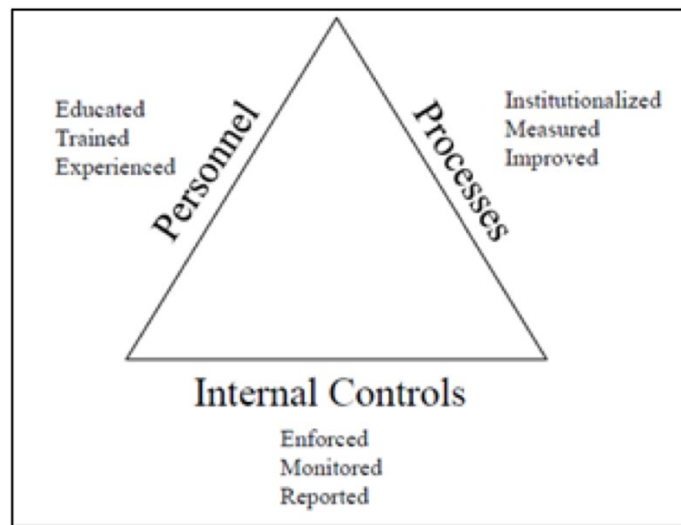 Educated
Trained
Experienced
Personnel
Processes
Institutionalized
Measured
Improved
Internal Controls
Enforced
Monitored
Reported